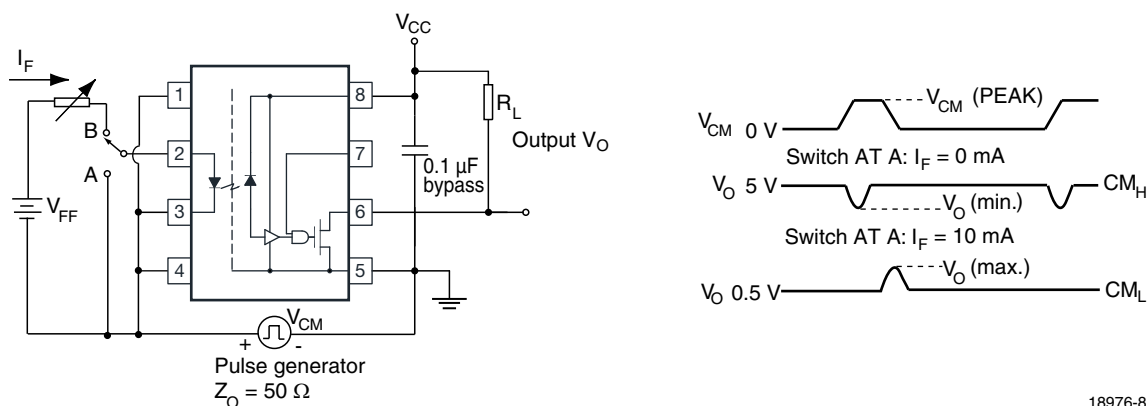 V_CC
I_F
B
A
V_FF
1
2
3
4
8
7
6
5
0.1 µF
bypass
R_L
Output V_O
V_CM
+ -
Pulse generator
Z_O = 50 Ω
V_CM 0 V
V_CM (PEAK)
Switch AT A: I_F = 0 mA
V_O 5 V
V_O (min.)
CM_H
Switch AT A: I_F = 10 mA
V_O 0.5 V
V_O (max.)
CM_L
18976-8